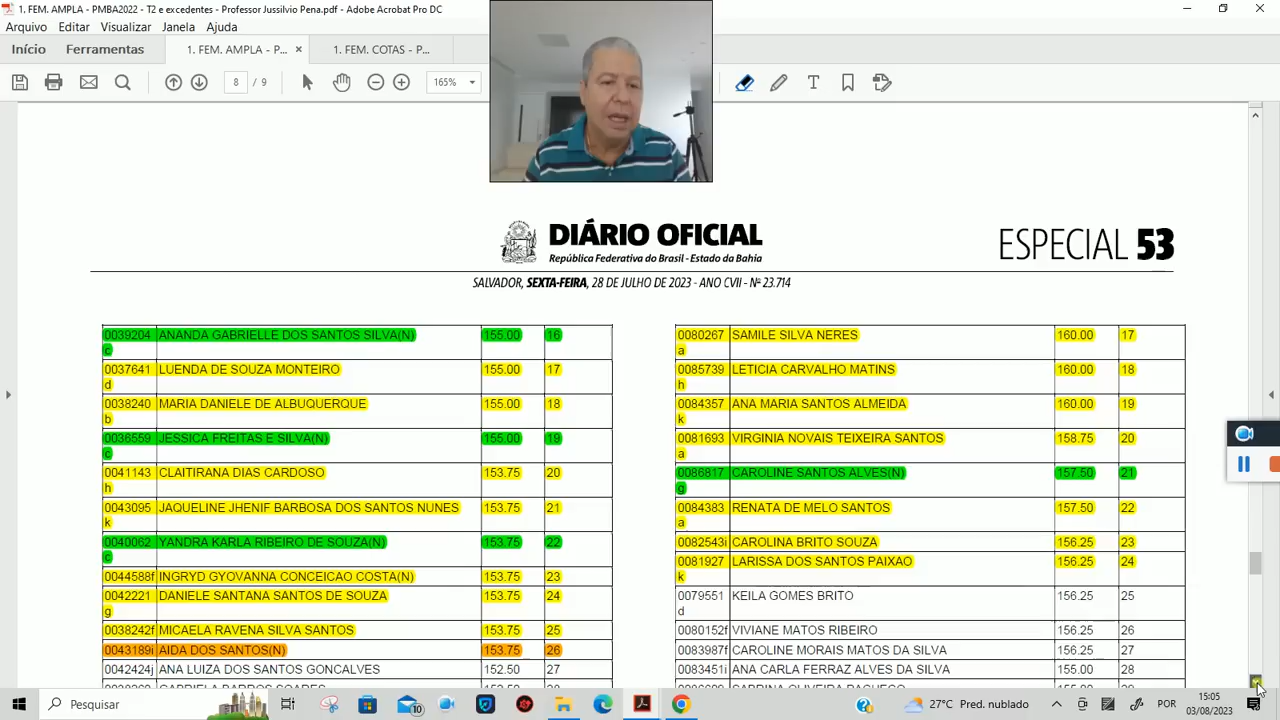 1. FEM. AMPLA - PMBA2022 - T2 e excedentes - Professor Jussilvio Pena.pdf - Adobe Acrobat Pro DC
Arquivo Editar Visualizar Janela Ajuda
Início Ferramentas 1. FEM. AMPLA - P... × 1. FEM. COTAS - P...
8 / 9 165%
DIÁRIO OFICIAL
República Federativa do Brasil - Estado da Bahia
ESPECIAL 53
SALVADOR, SEXTA-FEIRA, 28 DE JULHO DE 2023 - ANO CVII - Nº 23.714
0039204 ANANDA GABRIELLE DOS SANTOS SILVA(N) 155.00 16
c
0037641 LUENDA DE SOUZA MONTEIRO 155.00 17
d
0038240 MARIA DANIELE DE ALBUQUERQUE 155.00 18
b
0036559 JESSICA FREITAS E SILVA(N) 155.00 19
c
0041143 CLAITIRANA DIAS CARDOSO 153.75 20
h
0043095 JAQUELINE JHENIF BARBOSA DOS SANTOS NUNES 153.75 21
k
0040062 YANDRA KARLA RIBEIRO DE SOUZA(N) 153.75 22
c
0044588f INGRYD GYOVANNA CONCEICAO COSTA(N) 153.75 23
0042221 DANIELE SANTANA SANTOS DE SOUZA 153.75 24
g
0038242f MICAELA RAVENA SILVA SANTOS 153.75 25
0043189i AIDA DOS SANTOS(N) 153.75 26
0042424j ANA LUIZA DOS SANTOS GONCALVES 152.50 27
0080267 SAMILE SILVA NERES 160.00 17
a
0085739 LETICIA CARVALHO MATINS 160.00 18
h
0084357 ANA MARIA SANTOS ALMEIDA 160.00 19
k
0081693 VIRGINIA NOVAIS TEIXEIRA SANTOS 158.75 20
a
0086817 CAROLINE SANTOS ALVES(N) 157.50 21
g
0084383 RENATA DE MELO SANTOS 157.50 22
a
0082543i CAROLINA BRITO SOUZA 156.25 23
0081927 LARISSA DOS SANTOS PAIXAO 156.25 24
k
0079551 KEILA GOMES BRITO 156.25 25
d
0080152f VIVIANE MATOS RIBEIRO 156.25 26
0083987f CAROLINE MORAIS MATOS DA SILVA 156.25 27
0083451i ANA CARLA FERRAZ ALVES DA SILVA 155.00 28
Pesquisar 10 27°C Pred. nublado POR 15:05
03/08/2023